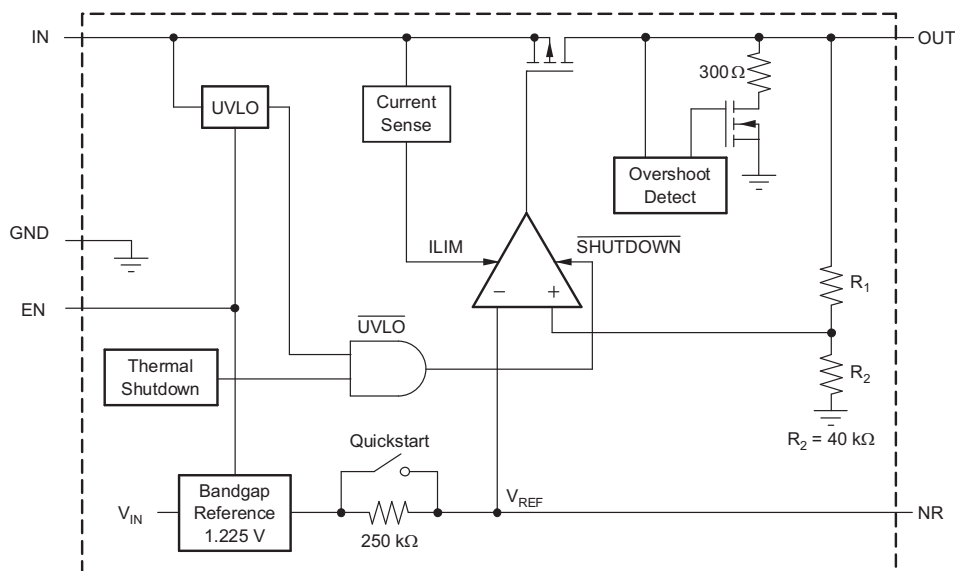 IN
OUT
300Ω
UVLO
Current
Sense
Overshoot
Detect
GND
ILIM
SHUTDOWN
− +
R1
EN
UVLO
Thermal
Shutdown
R2
R2 = 40 kΩ
Quickstart
VIN
Bandgap
Reference
1.225 V
VREF
NR
250 kΩ